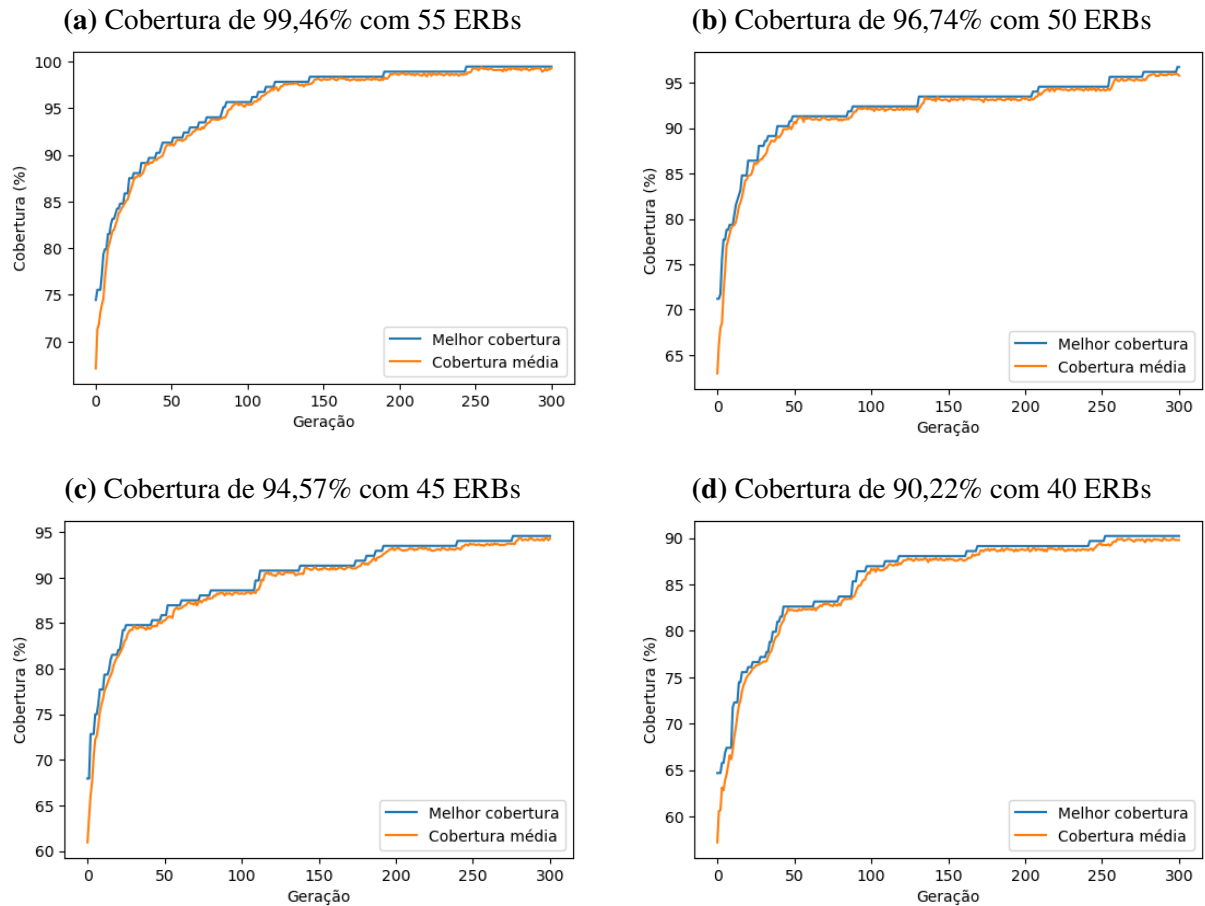 (a) Cobertura de 99,46% com 55 ERBs
100
95
90
85
80
75
70
Cobertura (%)
Melhor cobertura
Cobertura média
0 50 100 150 200 250 300
Geração
(b) Cobertura de 96,74% com 50 ERBs
95
90
85
80
75
70
65
Cobertura (%)
Melhor cobertura
Cobertura média
0 50 100 150 200 250 300
Geração
(c) Cobertura de 94,57% com 45 ERBs
95
90
85
80
75
70
65
60
Cobertura (%)
Melhor cobertura
Cobertura média
0 50 100 150 200 250 300
Geração
(d) Cobertura de 90,22% com 40 ERBs
90
85
80
75
70
65
60
Cobertura (%)
Melhor cobertura
Cobertura média
0 50 100 150 200 250 300
Geração